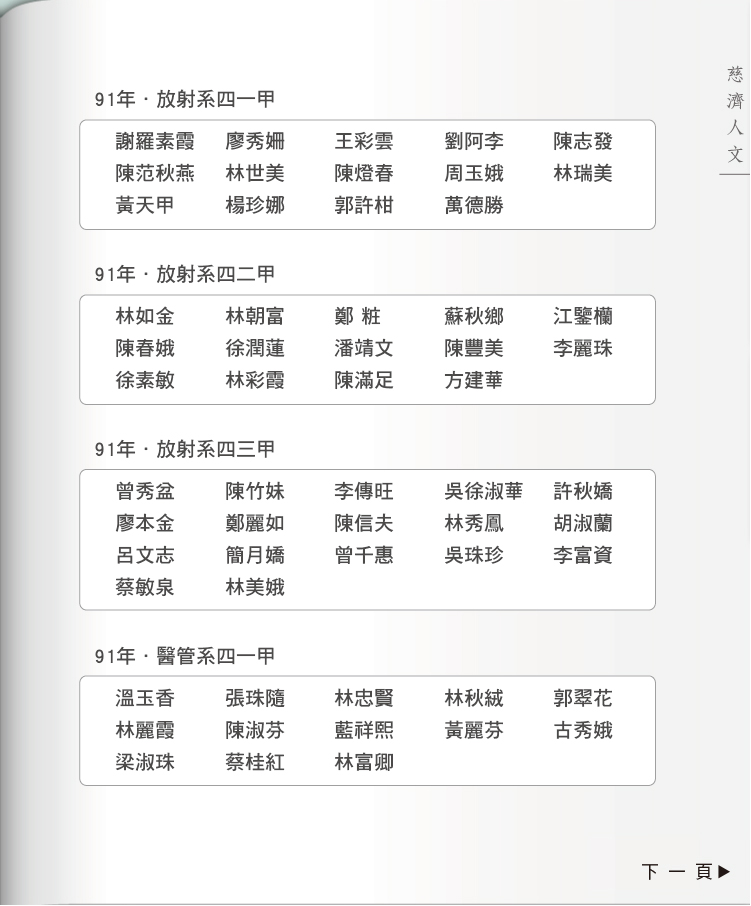 慈濟人文
91年・放射系四一甲
謝羅素霞 廖秀姍 王彩雲 劉阿李 陳志發
陳范秋燕 林世美 陳燈春 周玉娥 林瑞美
黃天甲 楊珍娜 郭許柑 萬德勝
91年・放射系四二甲
林如金 林朝富 鄭 粧 蘇秋鄉 江鑒欗
陳春娥 徐潤蓮 潘靖文 陳豐美 李麗珠
徐素敏 林彩霞 陳滿足 方建華
91年・放射系四三甲
曾秀盆 陳竹妹 李傳旺 吳徐淑華 許秋嬌
廖本金 鄭麗如 陳信夫 林秀鳳 胡淑蘭
呂文志 簡月嬌 曾千惠 吳珠珍 李富資
蔡敏泉 林美娥
91年・醫管系四一甲
溫玉香 張珠隨 林忠賢 林秋絨 郭翠花
林麗霞 陳淑芬 藍祥熙 黃麗芬 古秀娥
梁淑珠 蔡桂紅 林富卿
下一頁▶